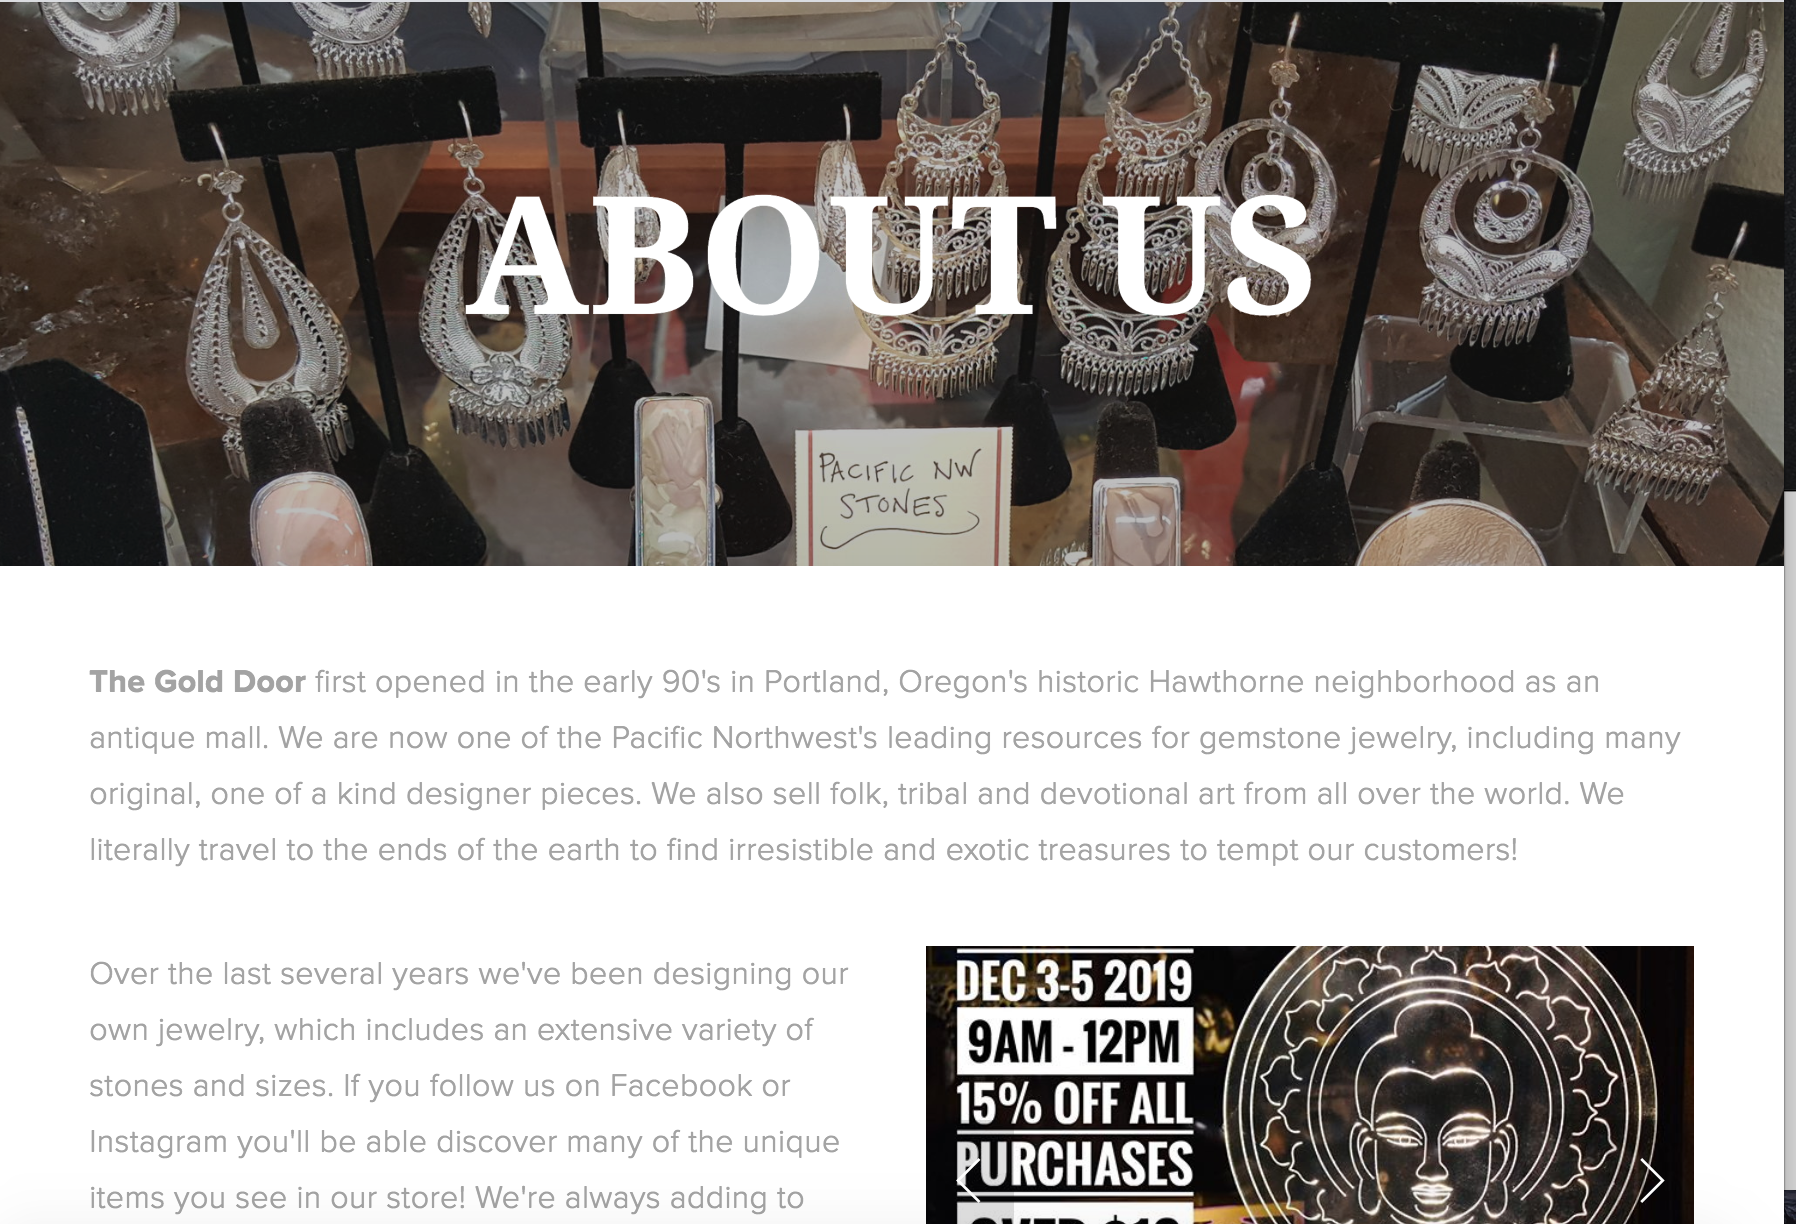 ABOUT US
PACIFIC NW
STONES
The Gold Door first opened in the early 90's in Portland, Oregon's historic Hawthorne neighborhood as an
antique mall. We are now one of the Pacific Northwest's leading resources for gemstone jewelry, including many
original, one of a kind designer pieces. We also sell folk, tribal and devotional art from all over the world. We
literally travel to the ends of the earth to find irresistible and exotic treasures to tempt our customers!
Over the last several years we've been designing our
own jewelry, which includes an extensive variety of
stones and sizes. If you follow us on Facebook or
Instagram you'll be able discover many of the unique
items you see in our store! We're always adding to
DEC 3-5 2019
9AM - 12PM
15% OFF ALL
PURCHASES